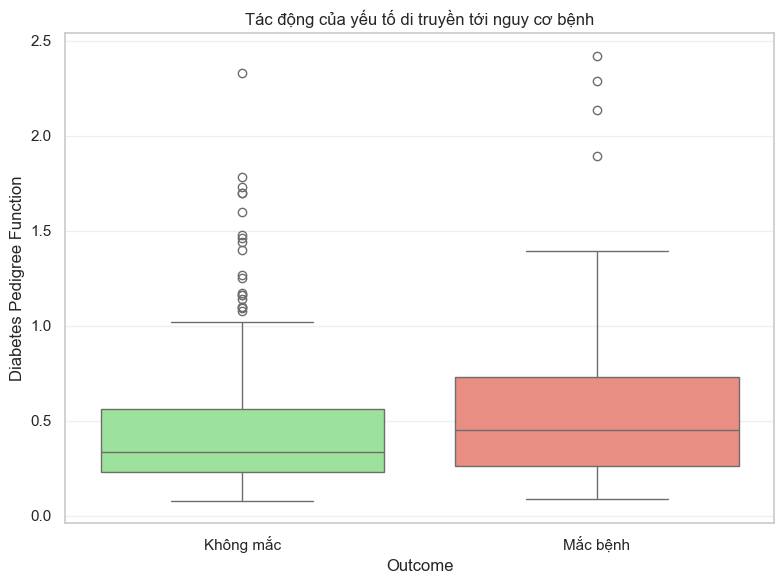 Tác động của yếu tố di truyền tới nguy cơ bệnh
Diabetes Pedigree Function
2.5
2.0
1.5
1.0
0.5
0.0
Không mắc
Mắc bệnh
Outcome